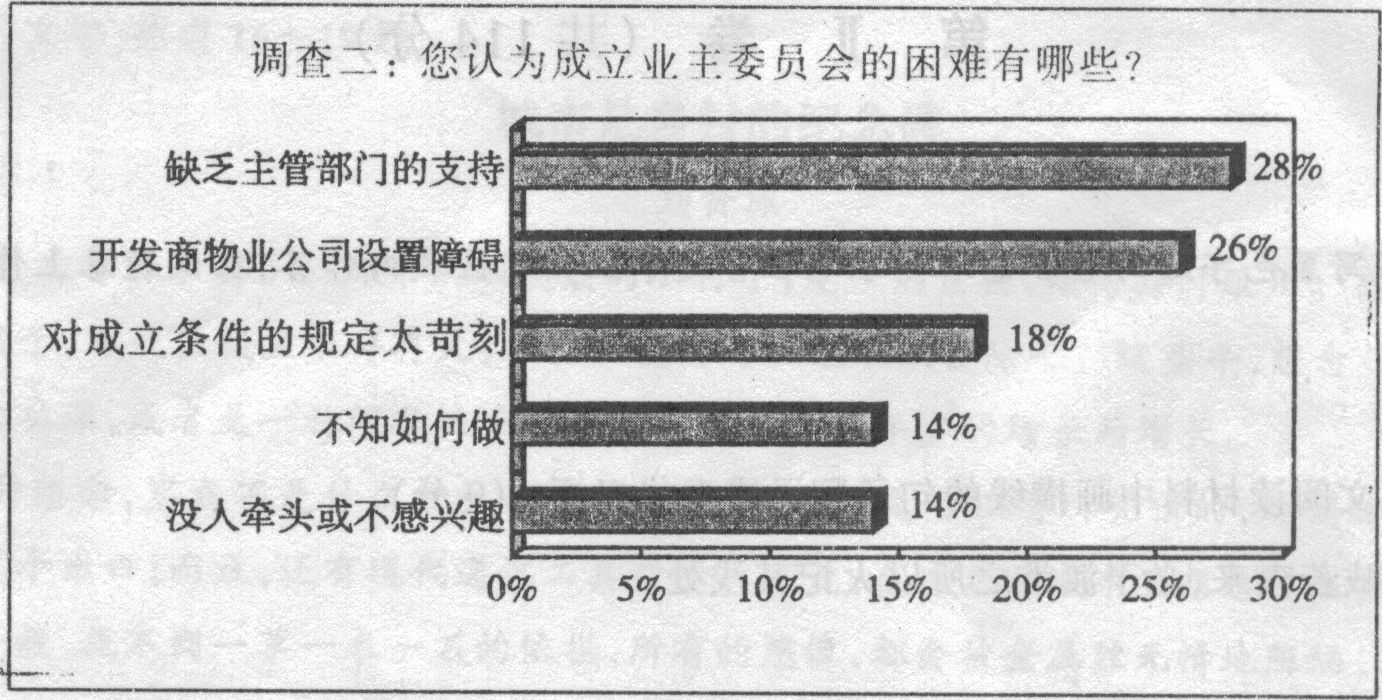 调查二：您认为成立业主委员会的困难有哪些？
缺乏主管部门的支持 28%
开发商物业公司设置障碍 26%
对成立条件的规定太苛刻 18%
不知如何做 14%
没人牵头或不感兴趣 14%
0% 5% 10% 15% 20% 25% 30%